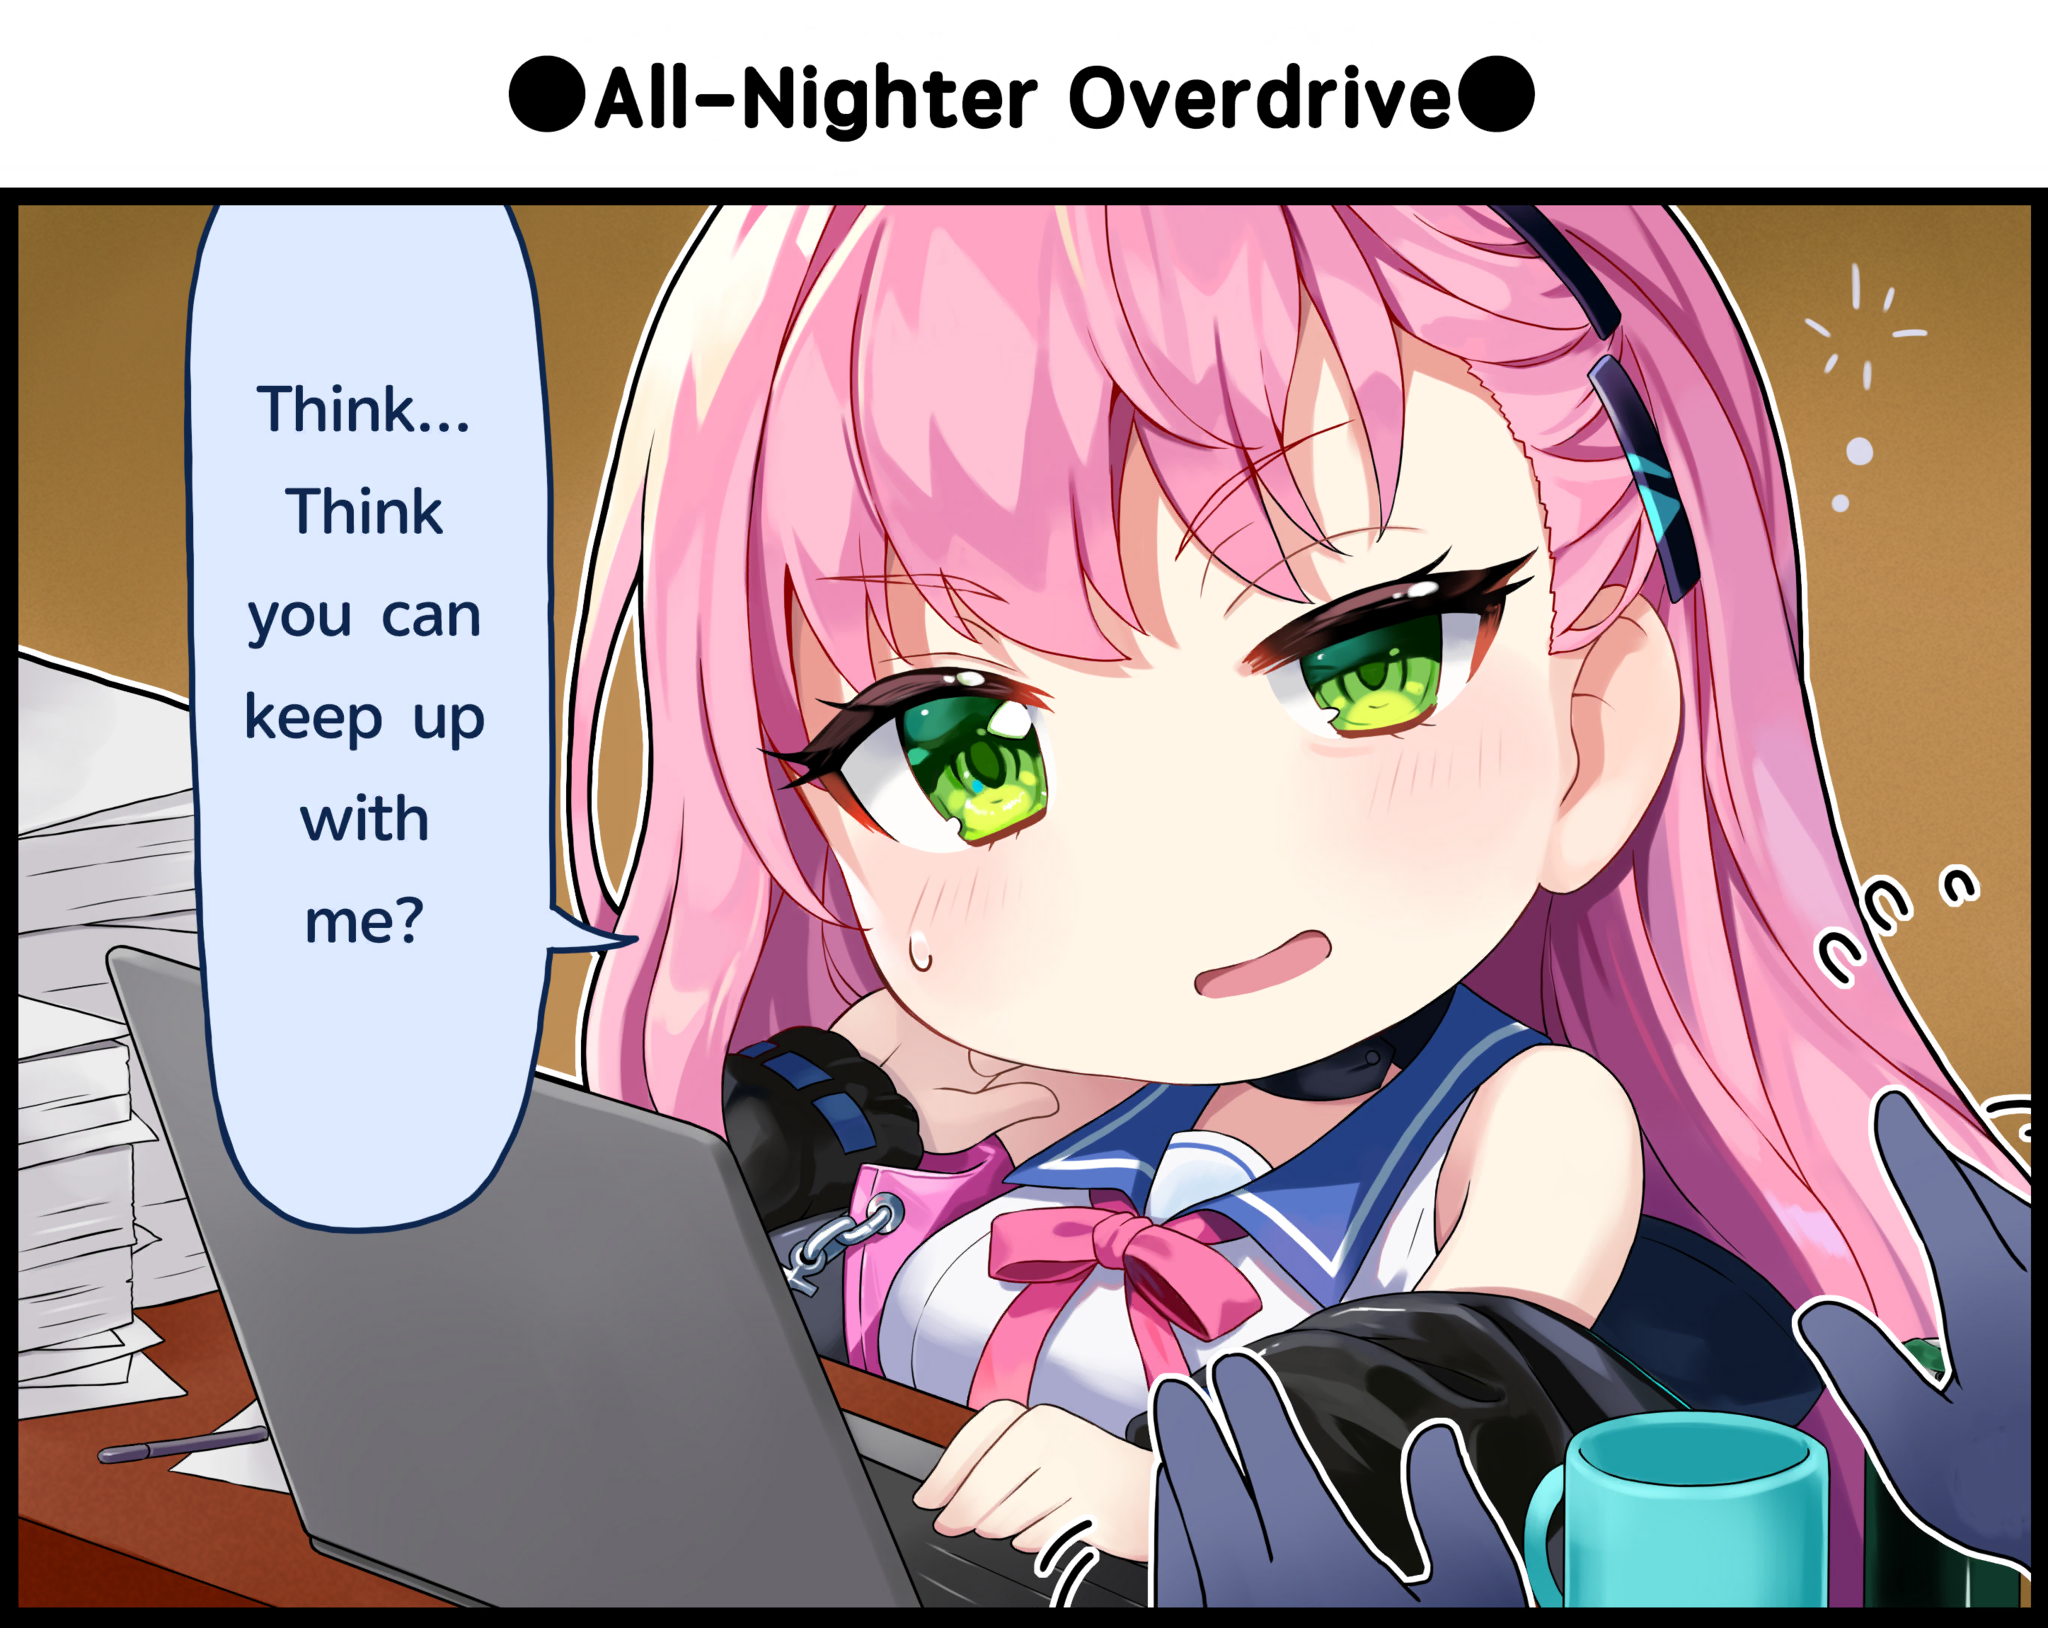 ●All-Nighter Overdrive●
Think...
Think
you can
keep up
with
me?